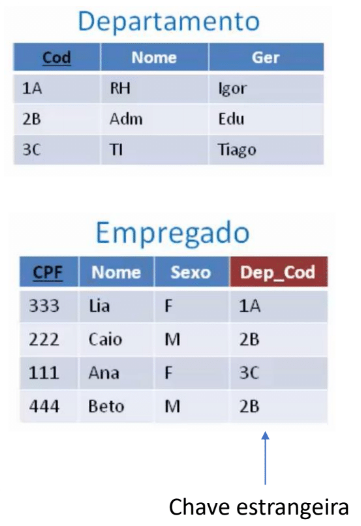 Departamento
Cod Nome Ger
1A RH Igor
2B Adm Edu
3C TI Tiago
Empregado
CPF Nome Sexo Dep_Cod
333 Lia F 1A
222 Caio M 2B
111 Ana F 3C
444 Beto M 2B
Chave estrangeira